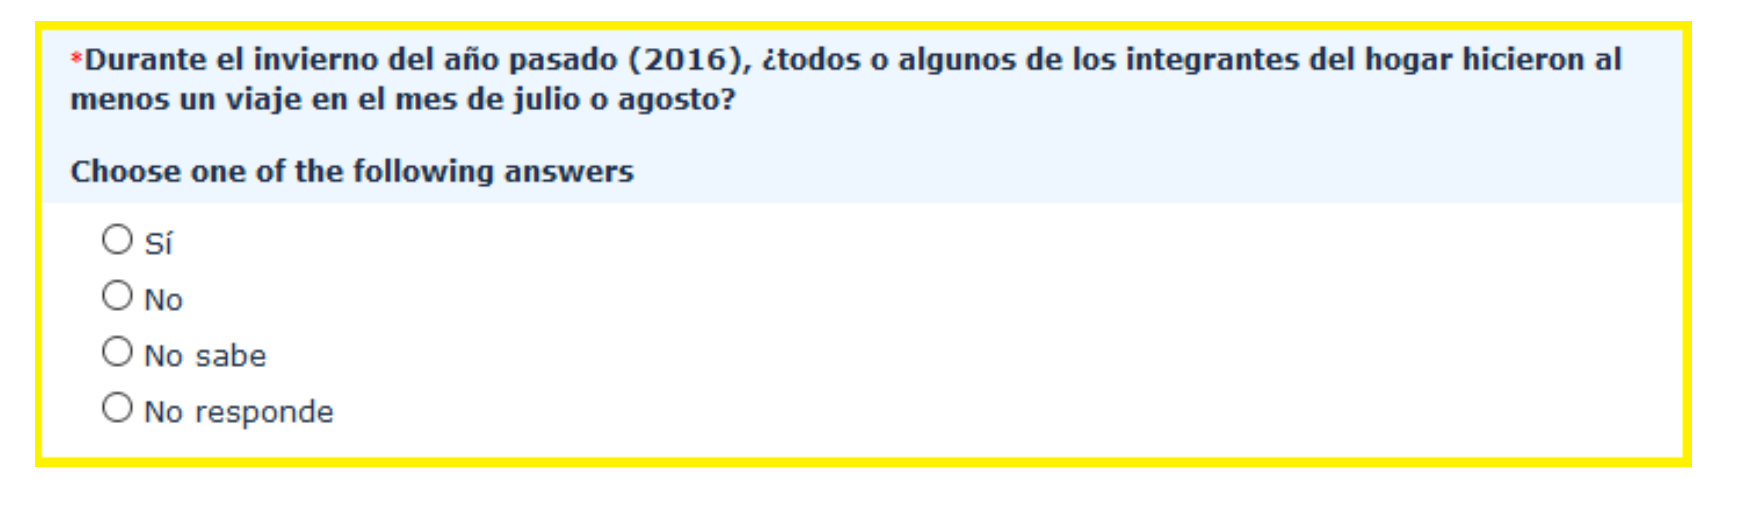 *Durante el invierno del año pasado (2016), ¿todos o algunos de los integrantes del hogar hicieron al
menos un viaje en el mes de julio o agosto?
Choose one of the following answers
Sí
No
No sabe
No responde